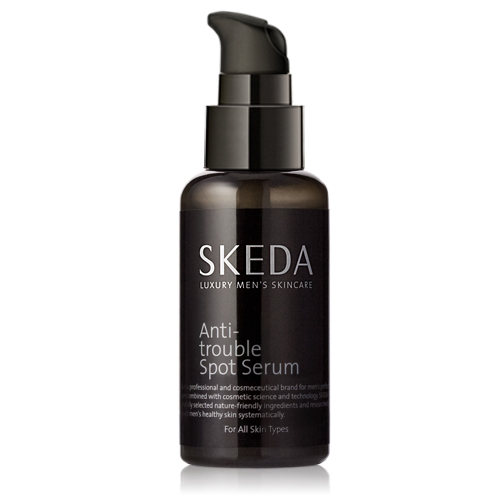 SKEDA
LUXURY MEN'S SKINCARE
Anti-
trouble
Spot Serum
professional and cosmeceutical brand for men's
combined with cosmetic science and technology
selected nature-friendly ingredients and
men's healthy skin systematically.
For All Skin Types